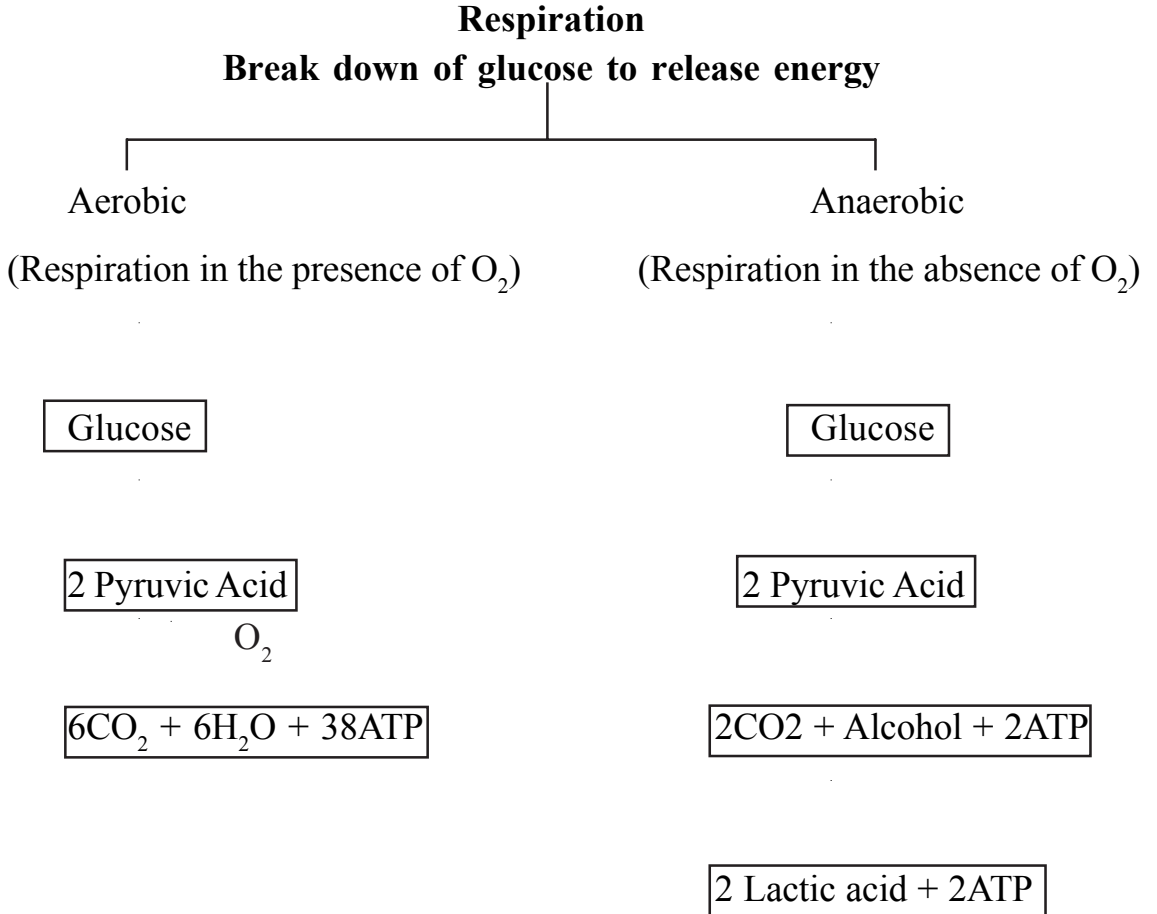 Respiration
Break down of glucose to release energy
Aerobic
Anaerobic
(Respiration in the presence of O₂)
(Respiration in the absence of O₂)
Glucose
Glucose
2 Pyruvic Acid
2 Pyruvic Acid
O₂
6CO₂ + 6H₂O + 38ATP
2CO2 + Alcohol + 2ATP
2 Lactic acid + 2ATP